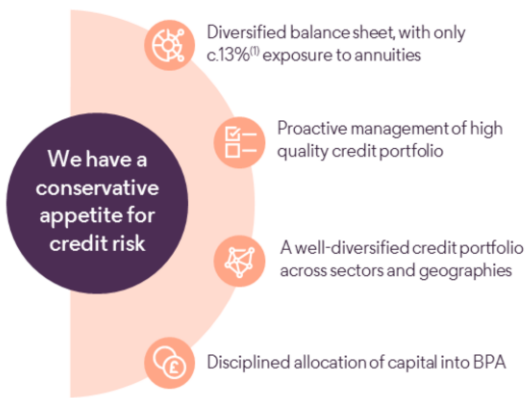 Diversified balance sheet, with only
c.13%(1) exposure to annuities
Proactive management of high
quality credit portfolio
We have a
conservative
appetite for
credit risk
A well-diversified credit portfolio
across sectors and geographies
£
Disciplined allocation of capital into BPA